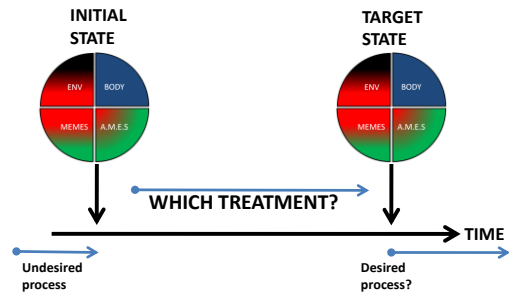 INITIAL
STATE
TARGET
STATE
ENV
BODY
MEMES
A.M.E.S
ENV
BODY
MEMES
A.M.E.S
WHICH TREATMENT?
TIME
Undesired
process
Desired
process?